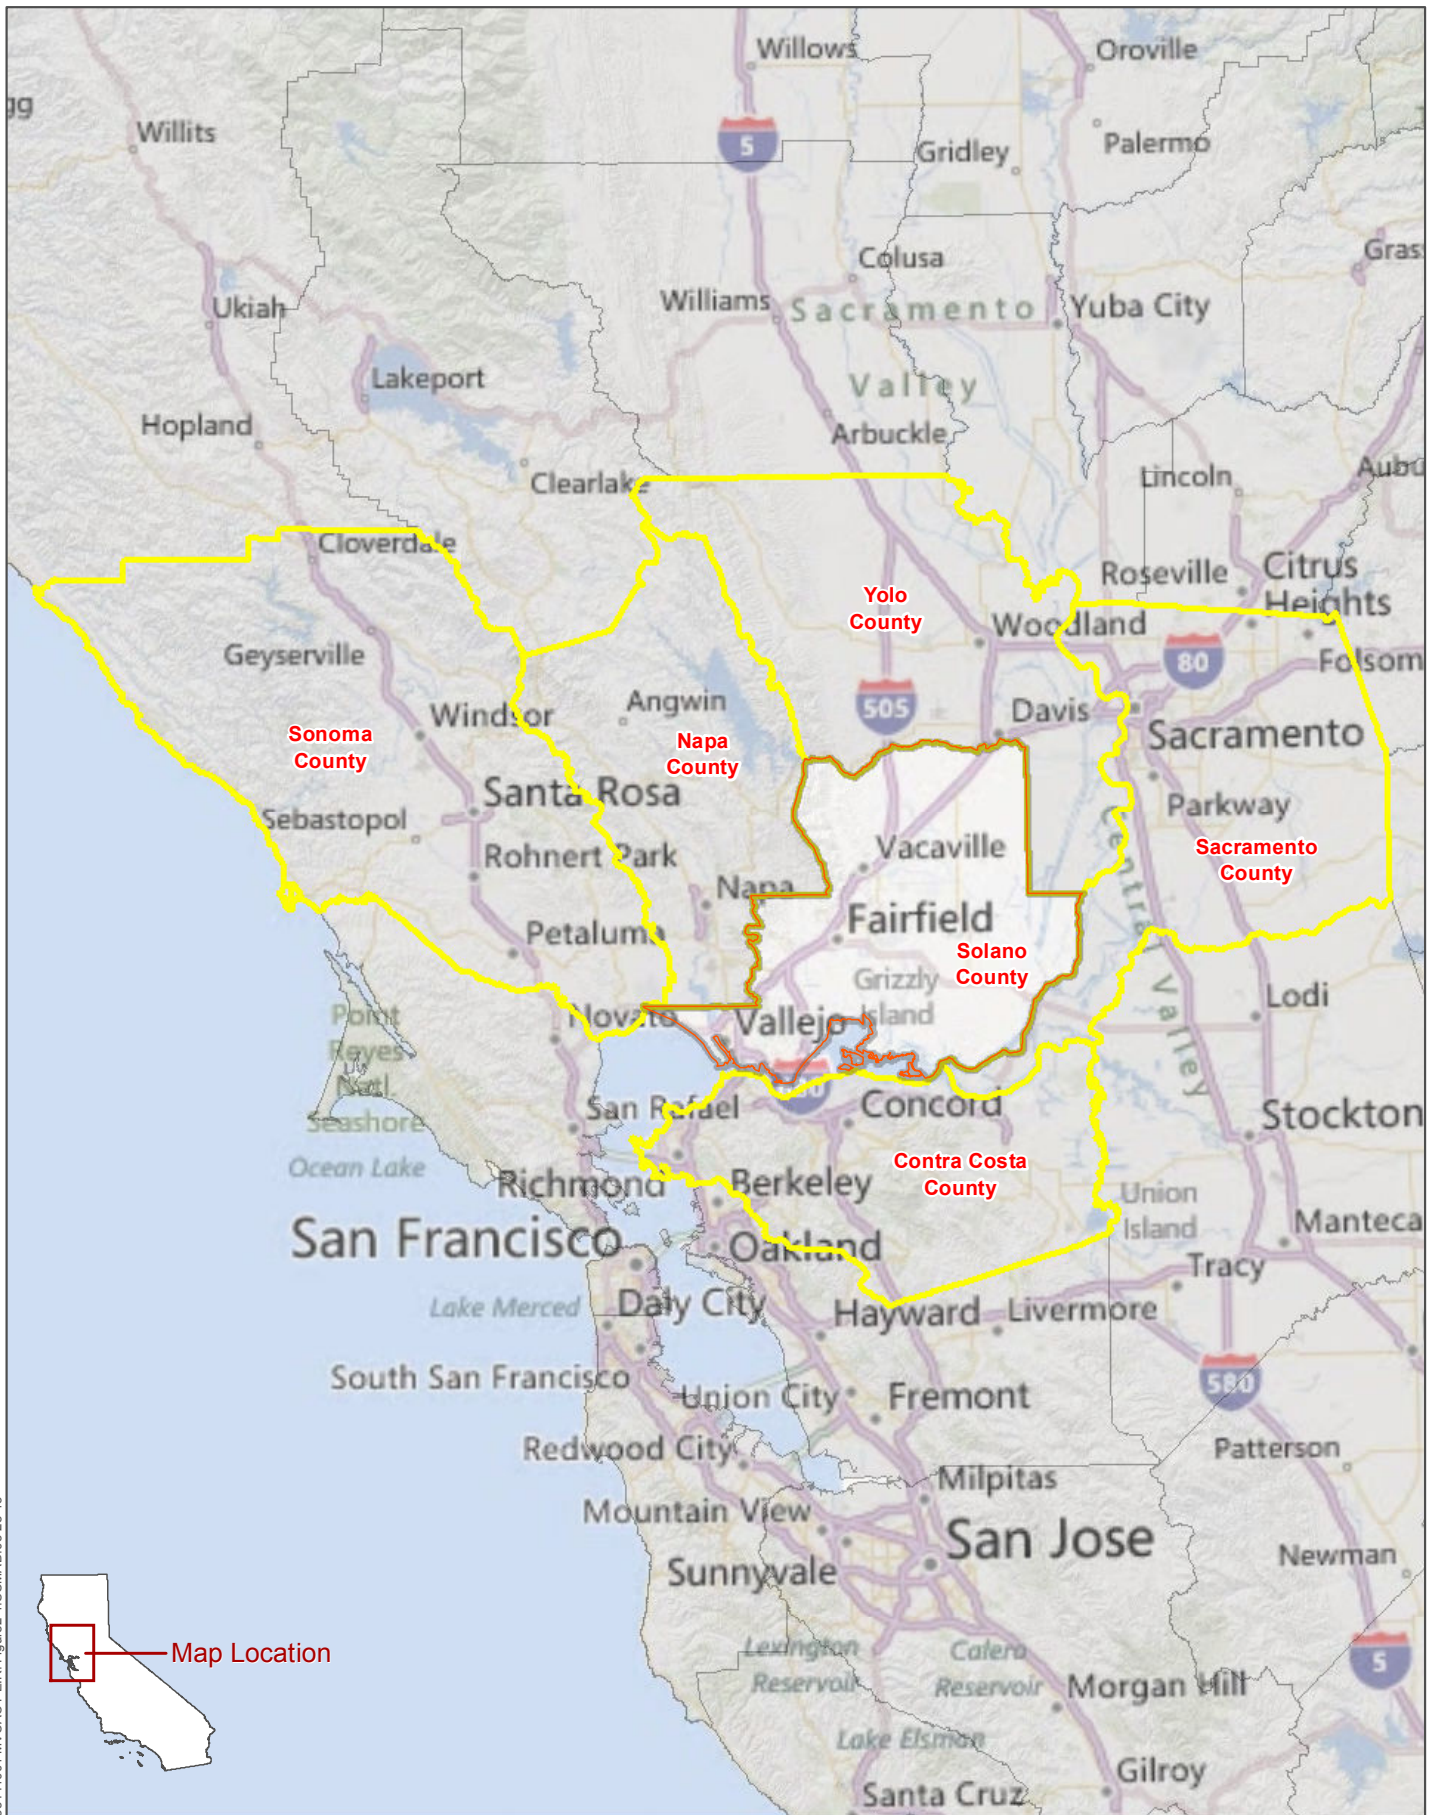 Willows
Oroville
gg
Willits
5
Palermo
Gridley
Colusa
Grass
Williams
Sacramento
Yuba City
Ukiah
Lakeport
Valley
Hopland
Arbuckle
Clearlake
Lincoln
Aubu
Cloverdale
Roseville
Citrus
Heights
Yolo
County
Woodland
Geyserville
80
Folsom
Angwin
505
Davis
Windsor
Sonoma
County
Napa
County
Sacramento
Santa Rosa
Parkway
Sebastopol
Central Valley
Rohnert Park
Vacaville
Sacramento
County
Napa
Fairfield
Petaluma
Solano
County
Grizzly
Island
Lodi
Novato
Vallejo
Point
Reyes
Natl
Seashore
San Rafael
Concord
Stockton
Ocean Lake
Contra Costa
County
Richmond
Berkeley
Union
Island
Manteca
San Francisco
Oakland
Tracy
Lake Merced
Daly City
Hayward
Livermore
South San Francisco
Union City
Fremont
580
Redwood City
Patterson
Milpitas
Mountain View
San Jose
Sunnyvale
Newman
Map Location
Lexington
Reservoir
Calero
Reservoir
5
Morgan Hill
Lake Elsman
Gilroy
Santa Cruz